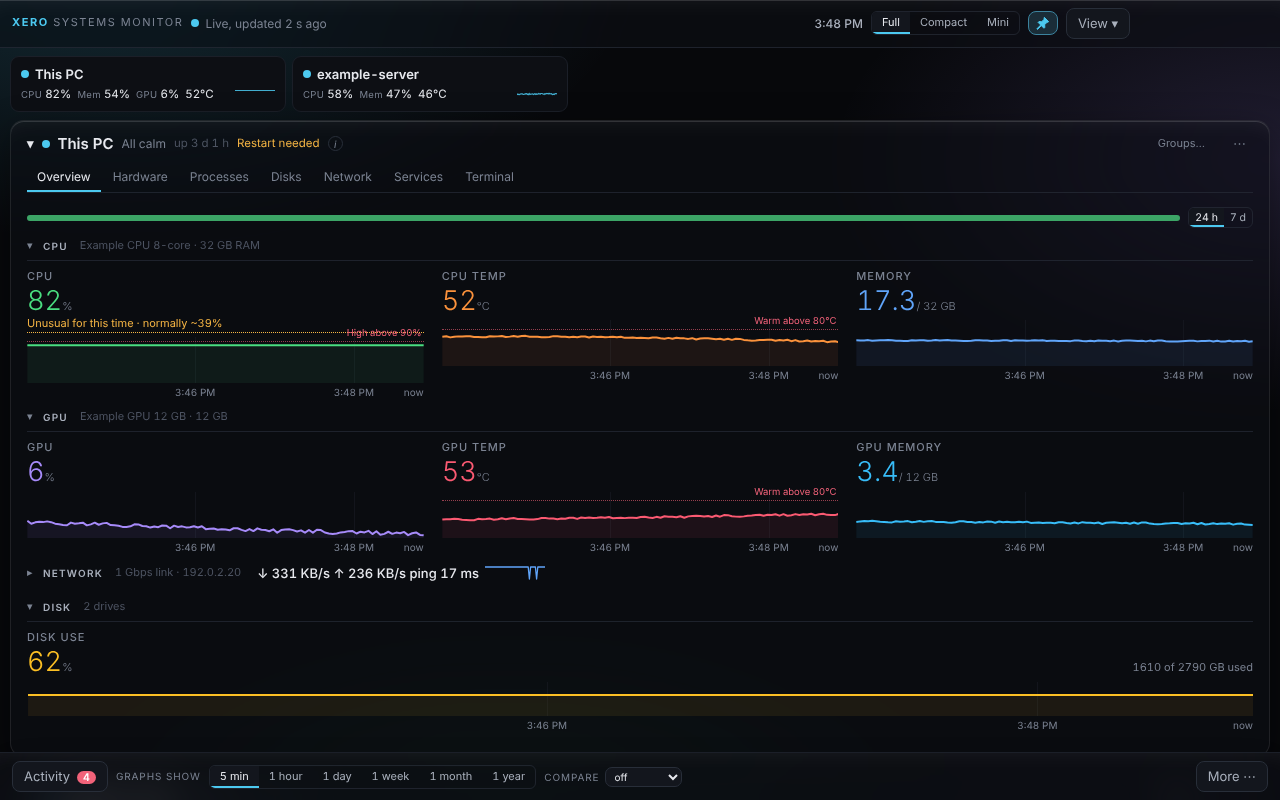 XERO SYSTEMS MONITOR Live, updated 2 s ago 3:48 PM Full Compact Mini View ▾
This PC
CPU 82% Mem 54% GPU 6% 52°C
example-server
CPU 58% Mem 47% 46°C
▾ This PC All calm up 3 d 1 h Restart needed i Groups... ···
Overview Hardware Processes Disks Network Services Terminal
24 h 7 d
▾ CPU Example CPU 8-core · 32 GB RAM
CPU
82%
Unusual for this time · normally ~39%
High above 90%
3:46 PM 3:48 PM now
CPU TEMP
52°C
Warm above 80°C
3:46 PM 3:48 PM now
MEMORY
17.3/ 32 GB
3:46 PM 3:48 PM now
▾ GPU Example GPU 12 GB · 12 GB
GPU
6%
3:46 PM 3:48 PM now
GPU TEMP
53°C
Warm above 80°C
3:46 PM 3:48 PM now
GPU MEMORY
3.4/ 12 GB
3:46 PM 3:48 PM now
▸ NETWORK 1 Gbps link · 192.0.2.20 ↓ 331 KB/s ↑ 236 KB/s ping 17 ms
▾ DISK 2 drives
DISK USE
62%
1610 of 2790 GB used
3:46 PM 3:48 PM now
Activity 4 GRAPHS SHOW 5 min 1 hour 1 day 1 week 1 month 1 year COMPARE off More ···